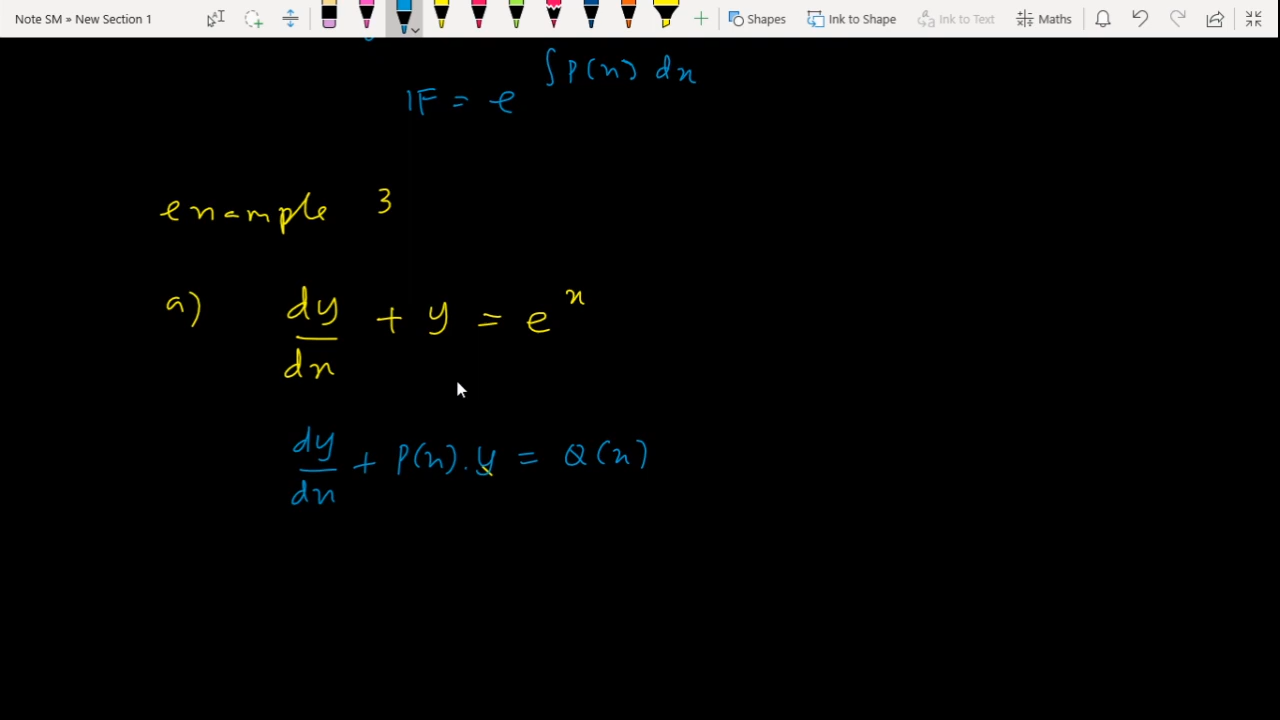 Note SM » New Section 1 Shapes Ink to Shape Ink to Text Maths
IF = e^{∫ P(x) dx}
example 3
a) dy/dx + y = e^x
dy/dx + P(x) . y = Q(x)